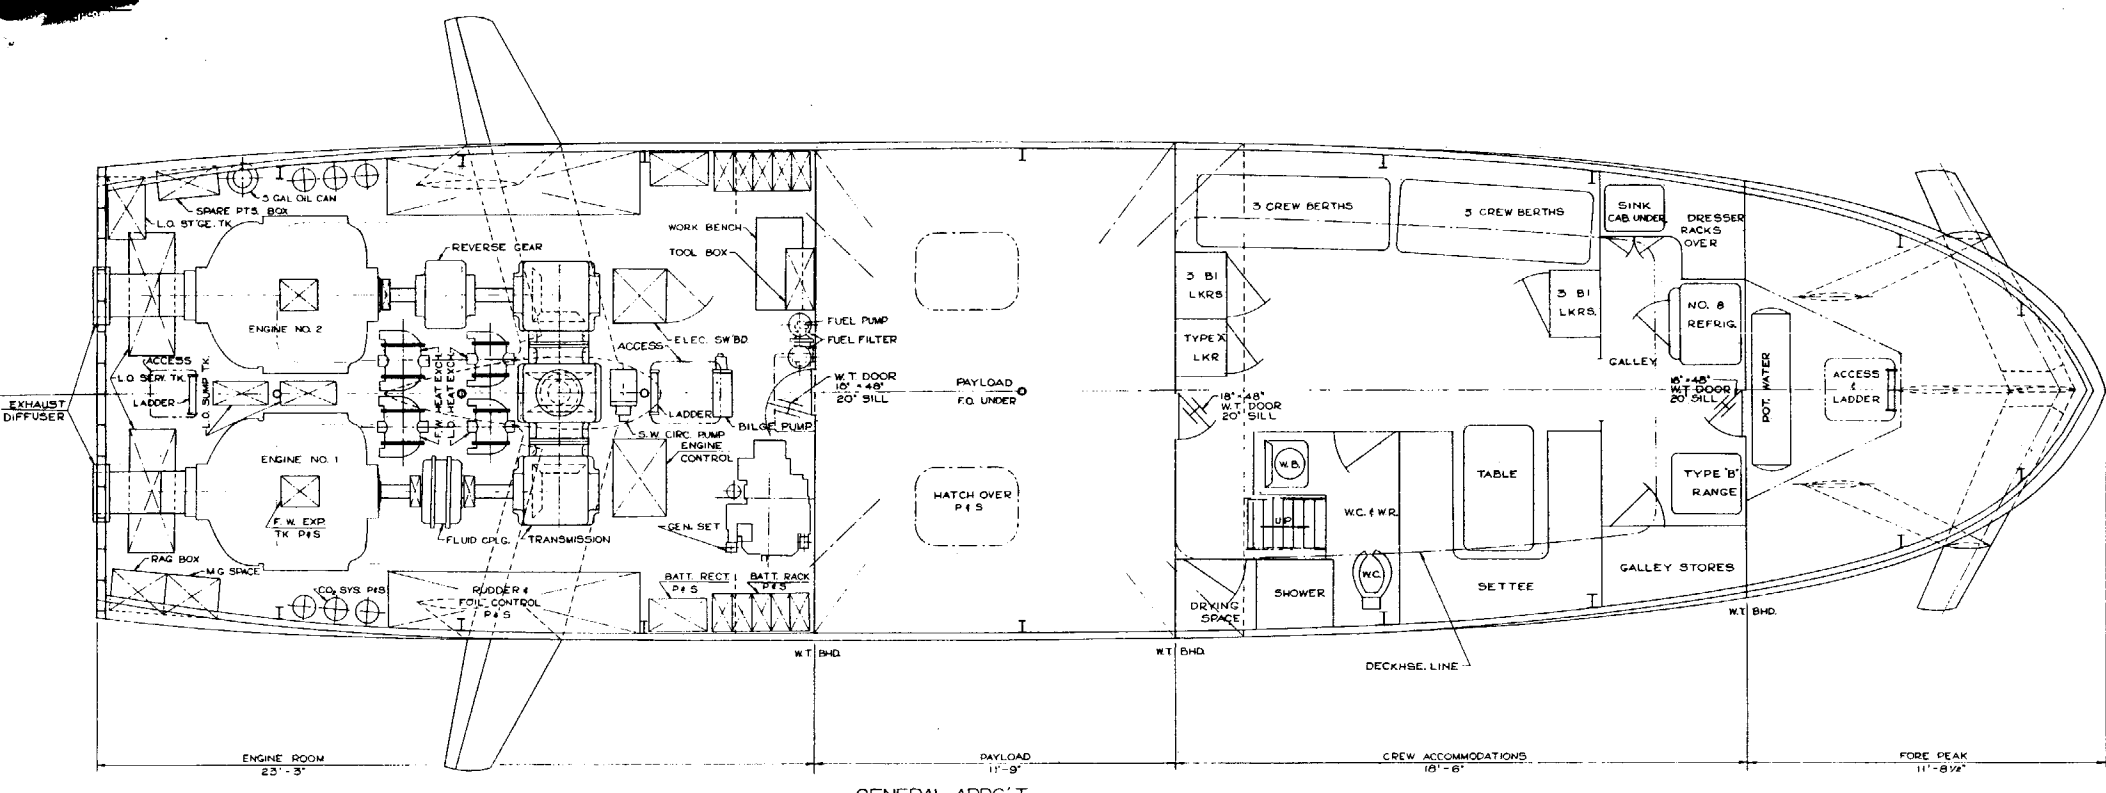 5 GAL OIL CAN
SPARE PTS. BOX
L.O. ST'GE. TK
REVERSE GEAR
WORK BENCH
TOOL BOX
ENGINE NO. 2
ELEC. SW'BD
ACCESS
FUEL PUMP
FUEL FILTER
W.T. DOOR
18" × 48"
20" SILL
ACCESS
L.O. SERV. TK.
LADDER
L.O. SUMP TK.
F.W. HEAT EXCH.
L.O. HEAT EXCH.
EXHAUST
DIFFUSER
LADDER
BILGE PUMP
S.W. CIRC. PUMP
ENGINE
CONTROL
ENGINE NO. 1
F. W. EXP.
TK P&S
FLUID CPLG.
TRANSMISSION
GEN. SET
RAG BOX
M.G. SPACE
CO2 SYS. P&S
RUDDER &
FOIL CONTROL
P & S
BATT. RECT
P & S
BATT. RACK
P & S
PAYLOAD
F.O. UNDER
HATCH OVER
P & S
3 CREW BERTHS
3 CREW BERTHS
SINK
CAB. UNDER
DRESSER
RACKS
OVER
3 BI
LKRS
TYPE "A"
LKR
3 BI
LKRS.
NO. 8
REFRIG.
GALLEY
18" × 48"
W.T. DOOR
20" SILL
18" × 48"
W.T. DOOR
20" SILL
POT. WATER
ACCESS
&
LADDER
W.B.
UP
W.C. & W.R.
W.C.
TABLE
TYPE "B"
RANGE
SETTEE
GALLEY STORES
DRYING
SPACE
SHOWER
DECKHSE. LINE
W.T. BHD.
W.T. BHD.
W.T. BHD.
ENGINE ROOM
23'-3"
PAYLOAD
11'-9"
CREW ACCOMMODATIONS
18'-6"
FORE PEAK
11'-8 1/2"
GENERAL ARRG'T